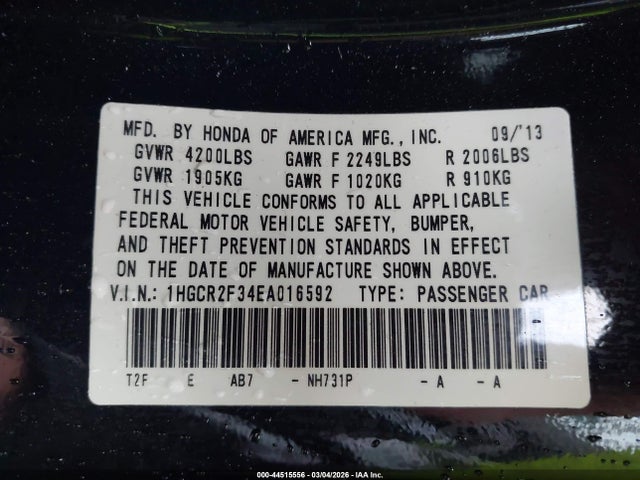 MFD. BY HONDA OF AMERICA MFG., INC. 09/'13
GVWR 4200LBS GAWR F 2249LBS R 2006LBS
GVWR 1905KG GAWR F 1020KG R 910KG
THIS VEHICLE CONFORMS TO ALL APPLICABLE
FEDERAL MOTOR VEHICLE SAFETY, BUMPER,
AND THEFT PREVENTION STANDARDS IN EFFECT
ON THE DATE OF MANUFACTURE SHOWN ABOVE.
V.I.N.: 1HGCR2F34EA016592 TYPE: PASSENGER CAR
T2F E AB7 - NH731P - A - A
000-44515556 - 03/04/2026 - IAA Inc.